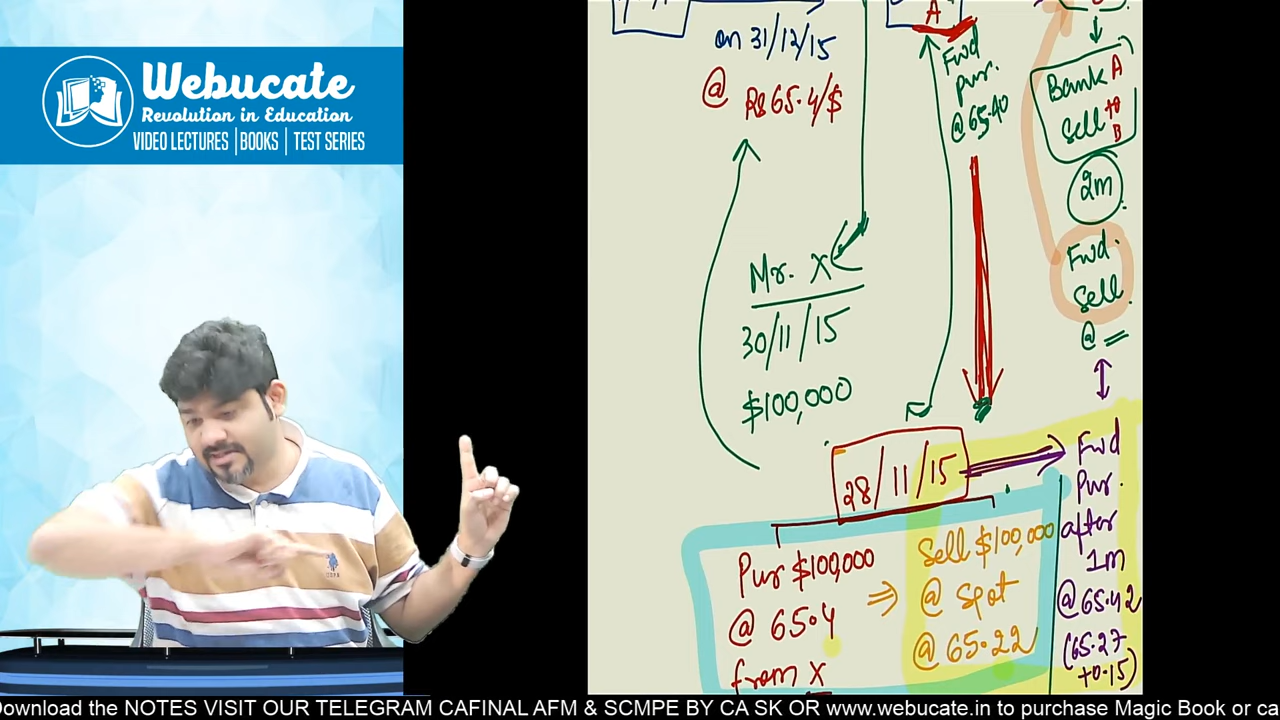 Webucate
Revolution in Education
VIDEO LECTURES | BOOKS | TEST SERIES
on 31/12/15
@ Rs65.4/$
A
Fwd
pur.
@ 65.40
Bank A
Sell to B
2m
Fwd.
Sell
@ =
Mr. X
30/11/15
$100,000
28/11/15
Pur $100,000
@ 65.4
from X
⇒
Sell $100,000
@ spot
@ 65.22
Fwd
Pur.
after
1m
@ 65.42
(65.27
+0.15)
Download the NOTES VISIT OUR TELEGRAM CAFINAL AFM & SCMPE BY CA SK OR www.webucate.in to purchase Magic Book or ca